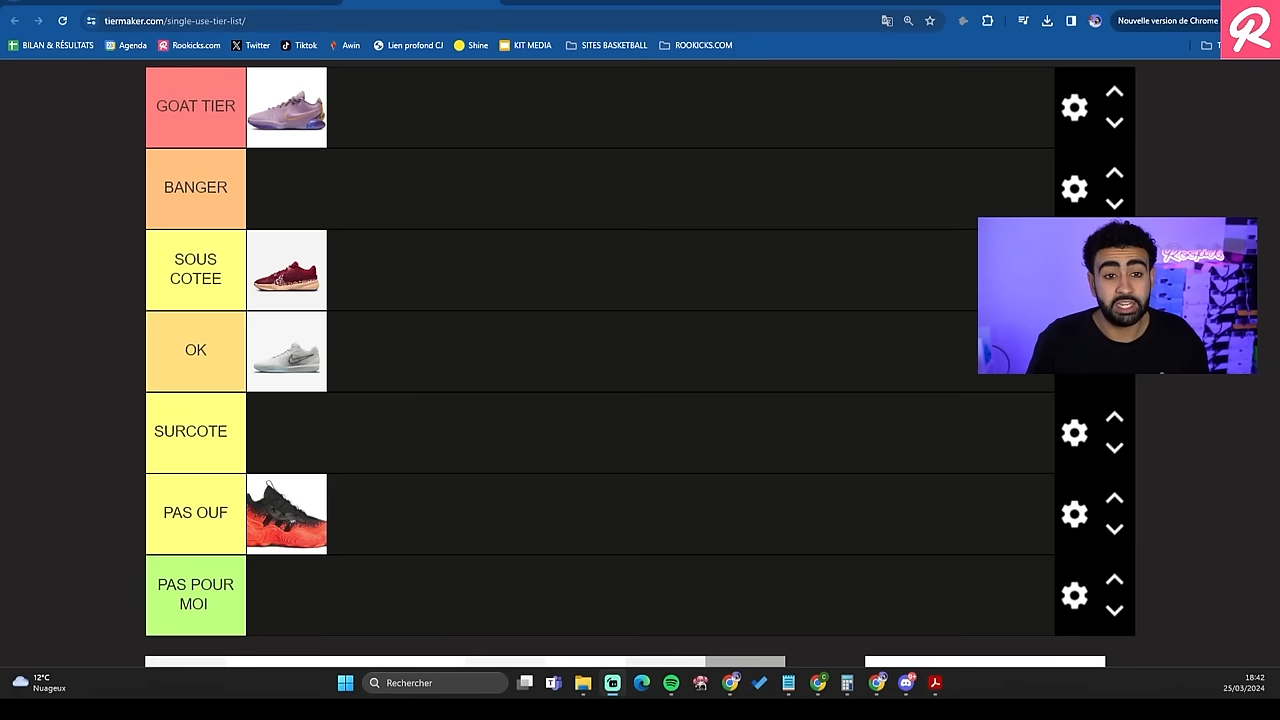 tiermaker.com/single-use-tier-list/
Nouvelle version de Chrome
BILAN & RÉSULTATS
Agenda
Rookicks.com
Twitter
Tiktok
Awin
Lien profond CJ
Shine
KIT MEDIA
SITES BASKETBALL
ROOKICKS.COM
R
GOAT TIER
BANGER
SOUS
COTEE
OK
SURCOTE
PAS OUF
PAS POUR
MOI
Rookicks
12°C
Nuageux
Rechercher
18:42
25/03/2024